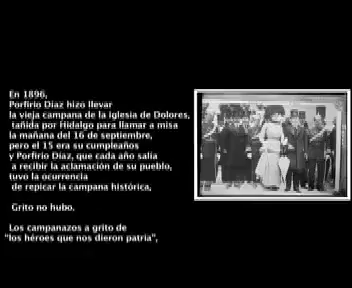 En 1896,
Porfirio Díaz hizo llevar
la vieja campana de la iglesia de Dolores,
tañida por Hidalgo para llamar a misa
la mañana del 16 de septiembre,
pero el 15 era su cumpleaños
y Porfirio Díaz, que cada año salía
a recibir la aclamación de su pueblo,
tuvo la ocurrencia
de repicar la campana histórica,
Grito no hubo.
Los campanazos a grito de
"los héroes que nos dieron patria",